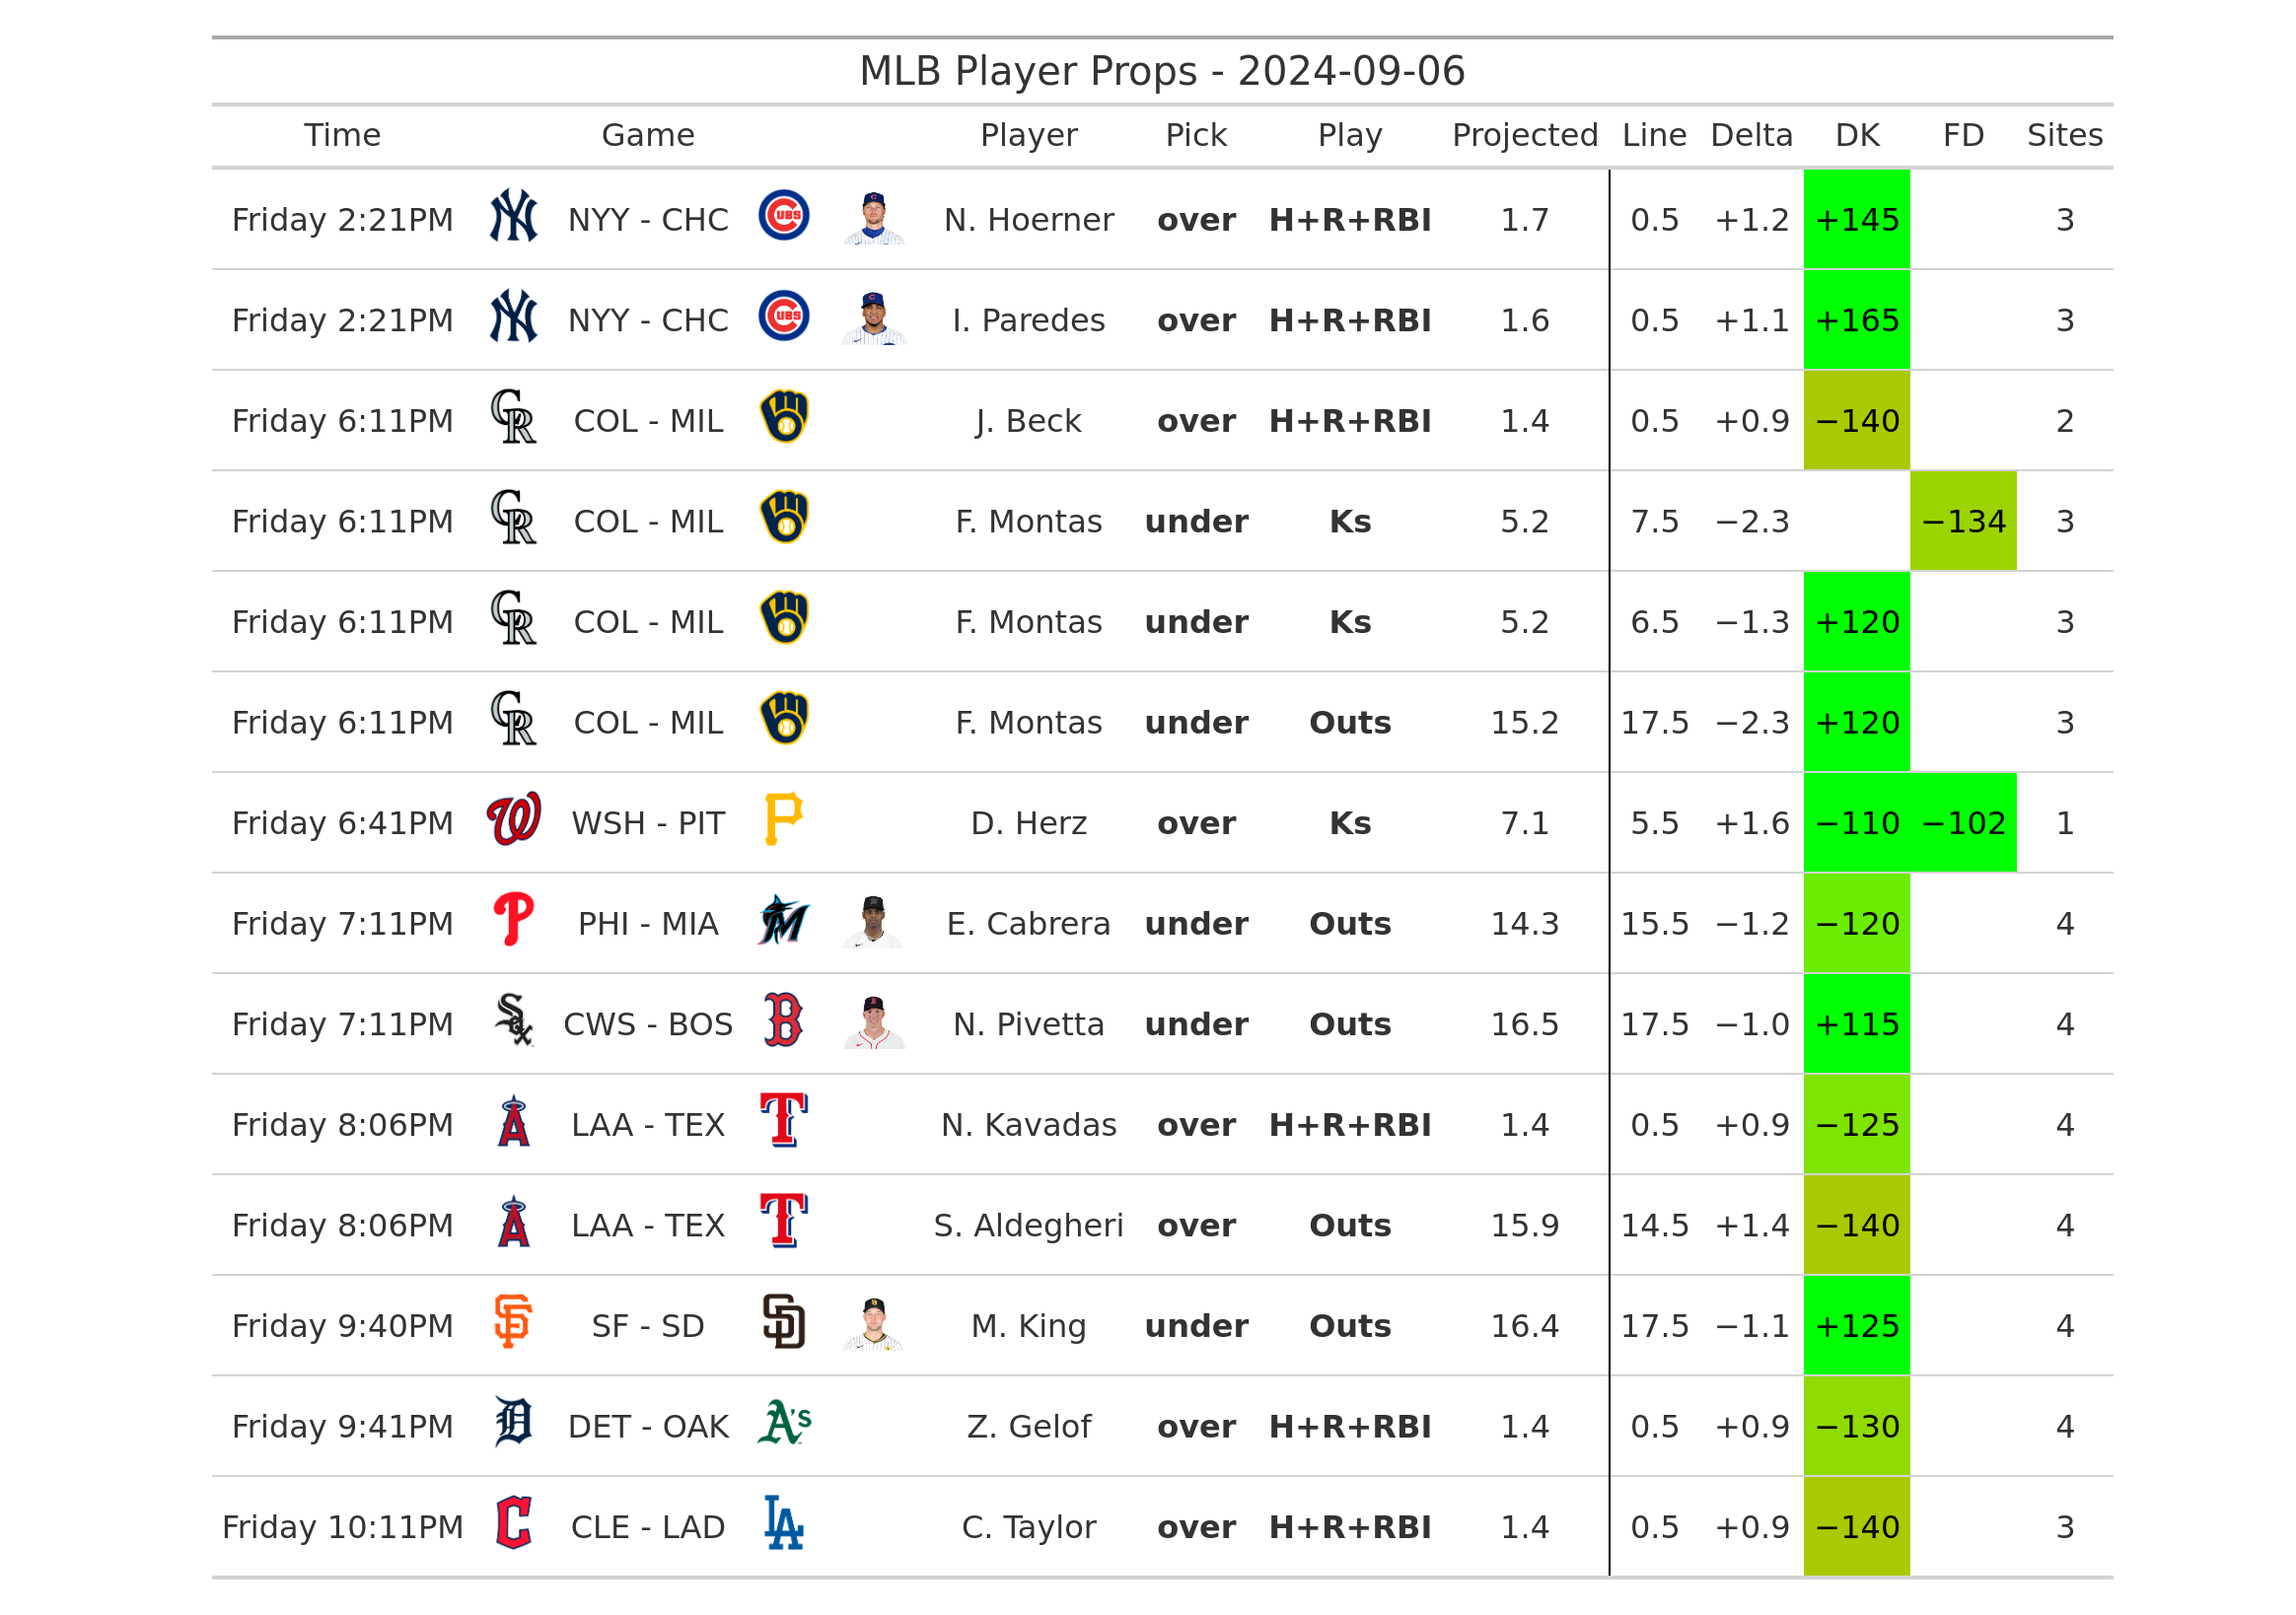 MLB Player Props - 2024-09-06
Time Game Player Pick Play Projected Line Delta DK FD Sites
Friday 2:21PM NYY - CHC N. Hoerner over H+R+RBI 1.7 0.5 +1.2 +145 3
Friday 2:21PM NYY - CHC I. Paredes over H+R+RBI 1.6 0.5 +1.1 +165 3
Friday 6:11PM COL - MIL J. Beck over H+R+RBI 1.4 0.5 +0.9 −140 2
Friday 6:11PM COL - MIL F. Montas under Ks 5.2 7.5 −2.3 −134 3
Friday 6:11PM COL - MIL F. Montas under Ks 5.2 6.5 −1.3 +120 3
Friday 6:11PM COL - MIL F. Montas under Outs 15.2 17.5 −2.3 +120 3
Friday 6:41PM WSH - PIT D. Herz over Ks 7.1 5.5 +1.6 −110 −102 1
Friday 7:11PM PHI - MIA E. Cabrera under Outs 14.3 15.5 −1.2 −120 4
Friday 7:11PM CWS - BOS N. Pivetta under Outs 16.5 17.5 −1.0 +115 4
Friday 8:06PM LAA - TEX N. Kavadas over H+R+RBI 1.4 0.5 +0.9 −125 4
Friday 8:06PM LAA - TEX S. Aldegheri over Outs 15.9 14.5 +1.4 −140 4
Friday 9:40PM SF - SD M. King under Outs 16.4 17.5 −1.1 +125 4
Friday 9:41PM DET - OAK Z. Gelof over H+R+RBI 1.4 0.5 +0.9 −130 4
Friday 10:11PM CLE - LAD C. Taylor over H+R+RBI 1.4 0.5 +0.9 −140 3